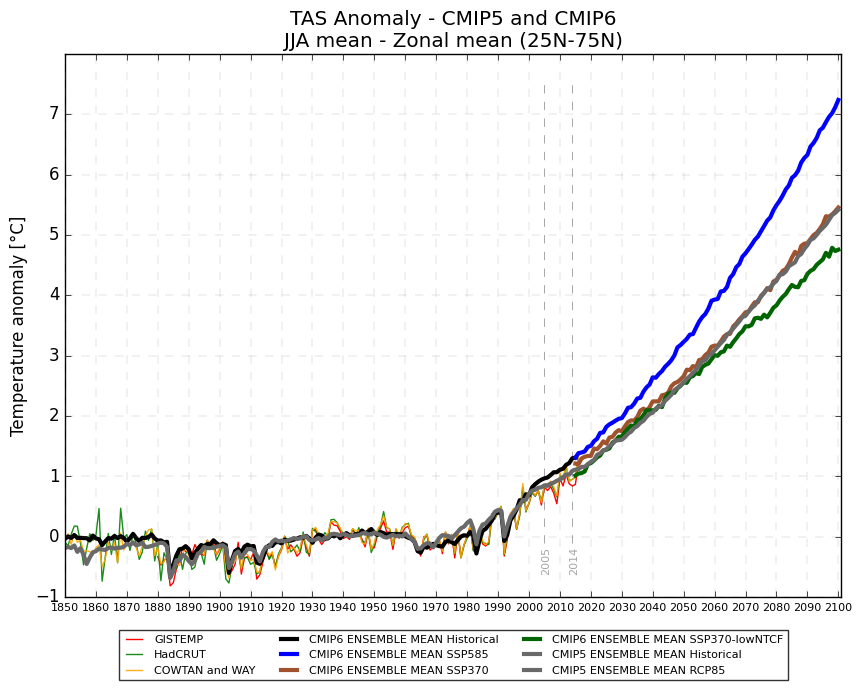 TAS Anomaly - CMIP5 and CMIP6
JJA mean - Zonal mean (25N-75N)
Temperature anomaly [°C]
7
6
5
4
3
2
1
0
−1
2005
2014
1850 1860 1870 1880 1890 1900 1910 1920 1930 1940 1950 1960 1970 1980 1990 2000 2010 2020 2030 2040 2050 2060 2070 2080 2090 2100
GISTEMP
HadCRUT
COWTAN and WAY
CMIP6 ENSEMBLE MEAN Historical
CMIP6 ENSEMBLE MEAN SSP585
CMIP6 ENSEMBLE MEAN SSP370
CMIP6 ENSEMBLE MEAN SSP370-lowNTCF
CMIP5 ENSEMBLE MEAN Historical
CMIP5 ENSEMBLE MEAN RCP85